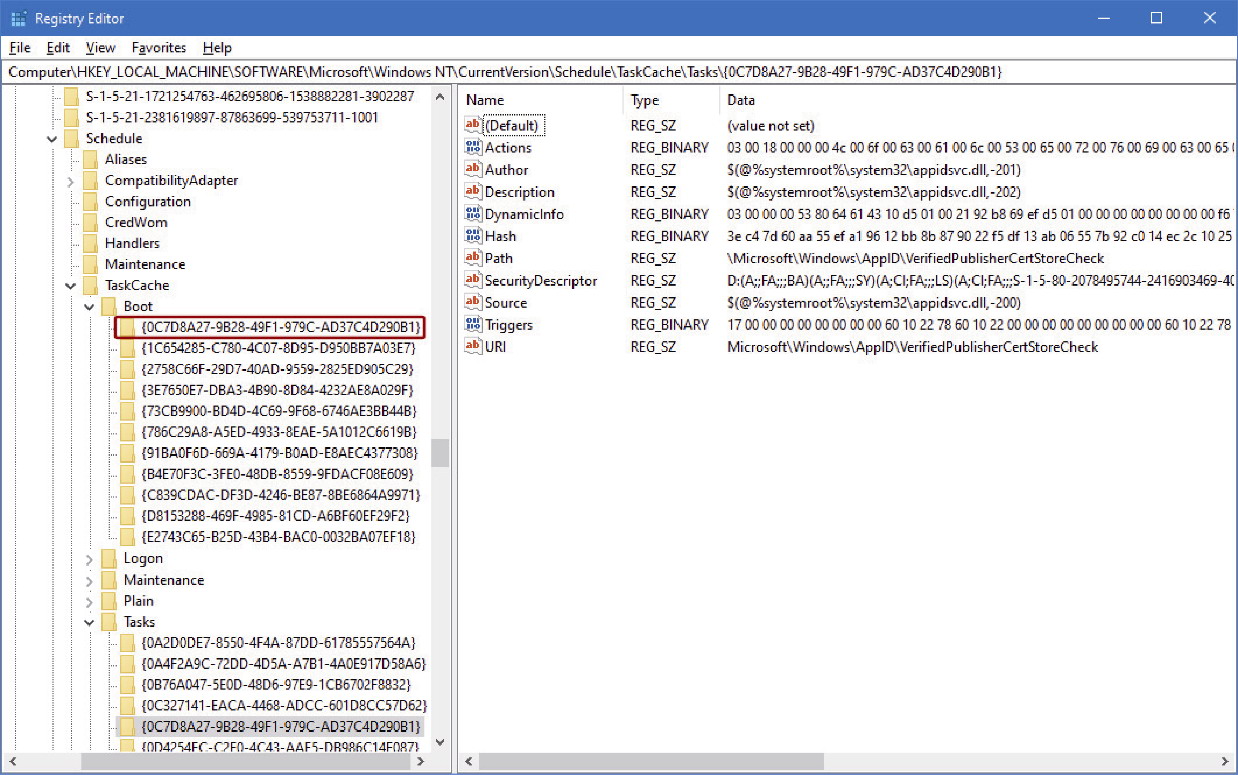 Registry Editor
File Edit View Favorites Help
Computer\HKEY_LOCAL_MACHINE\SOFTWARE\Microsoft\Windows NT\CurrentVersion\Schedule\TaskCache\Tasks\{0C7D8A27-9B28-49F1-979C-AD37C4D290B1}
S-1-5-21-1721254763-462695806-1538882281-3902287
S-1-5-21-2381619897-87863699-539753711-1001
Schedule
Aliases
CompatibilityAdapter
Configuration
CredWom
Handlers
Maintenance
TaskCache
Boot
{0C7D8A27-9B28-49F1-979C-AD37C4D290B1}
{1C654285-C780-4C07-8D95-D950BB7A03E7}
{2758C66F-29D7-40AD-9559-2825ED905C29}
{3E7650E7-DBA3-4B90-8D84-4232AE8A029F}
{73CB9900-BD4D-4C69-9F68-6746AE3BB44B}
{786C29A8-A5ED-4933-8EAE-5A1012C6619B}
{91BA0F6D-669A-4179-B0AD-E8AEC4377308}
{B4E70F3C-3FE0-48DB-8559-9FDACF08E609}
{C839CDAC-DF3D-4246-BE87-8BE6864A9971}
{D8153288-469F-4985-81CD-A6BF60EF29F2}
{E2743C65-B25D-43B4-BAC0-0032BA07EF18}
Logon
Maintenance
Plain
Tasks
{0A2D0DE7-8550-4F4A-87DD-61785557564A}
{0A4F2A9C-72DD-4D5A-A7B1-4A0E917D58A6}
{0B76A047-5E0D-48D6-97E9-1CB6702F8832}
{0C327141-EACA-4468-ADCC-601D8CC57D62}
{0C7D8A27-9B28-49F1-979C-AD37C4D290B1}
{0D4254EC-C2F0-4C43-AAF5-DB986C14F087}
Name Type Data
(Default) REG_SZ (value not set)
Actions REG_BINARY 03 00 18 00 00 00 4c 00 6f 00 63 00 61 00 6c 00 53 00 65 00 72 00 76 00 69 00 63 00 65
Author REG_SZ $(@%systemroot%\system32\appidsvc.dll,-201)
Description REG_SZ $(@%systemroot%\system32\appidsvc.dll,-202)
DynamicInfo REG_BINARY 03 00 00 00 53 80 64 61 43 10 d5 01 00 21 92 b8 69 ef d5 01 00 00 00 00 00 00 00 00 f6
Hash REG_BINARY 3e c4 7d 60 aa 55 ef a1 96 12 bb 8b 87 90 22 f5 df 13 ab 06 55 7b 92 c0 14 ec 2c 10 25
Path REG_SZ \Microsoft\Windows\AppID\VerifiedPublisherCertStoreCheck
SecurityDescriptor REG_SZ D:(A;;FA;;;BA)(A;;FA;;;SY)(A;CI;FA;;;LS)(A;CI;FA;;;S-1-5-80-2078495744-2416903469-40
Source REG_SZ $(@%systemroot%\system32\appidsvc.dll,-200)
Triggers REG_BINARY 17 00 00 00 00 00 00 00 60 10 22 78 60 10 22 00 00 00 00 00 00 00 00 00 60 10 22 78
URI REG_SZ Microsoft\Windows\AppID\VerifiedPublisherCertStoreCheck